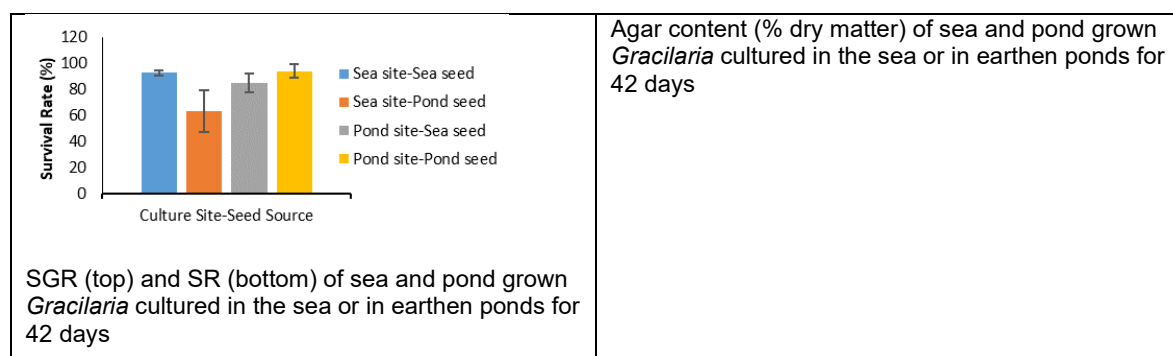 120
100
80
60
40
20
0
Survival Rate (%)
Sea site-Sea seed
Sea site-Pond seed
Pond site-Sea seed
Pond site-Pond seed
Culture Site-Seed Source
SGR (top) and SR (bottom) of sea and pond grown
Gracilaria cultured in the sea or in earthen ponds for
42 days
Agar content (% dry matter) of sea and pond grown
Gracilaria cultured in the sea or in earthen ponds for
42 days